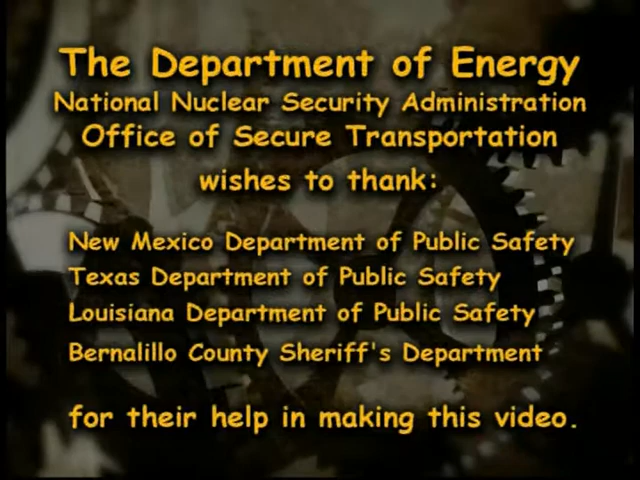 The Department of Energy
National Nuclear Security Administration
Office of Secure Transportation
wishes to thank:
New Mexico Department of Public Safety
Texas Department of Public Safety
Louisiana Department of Public Safety
Bernalillo County Sheriff's Department
for their help in making this video.